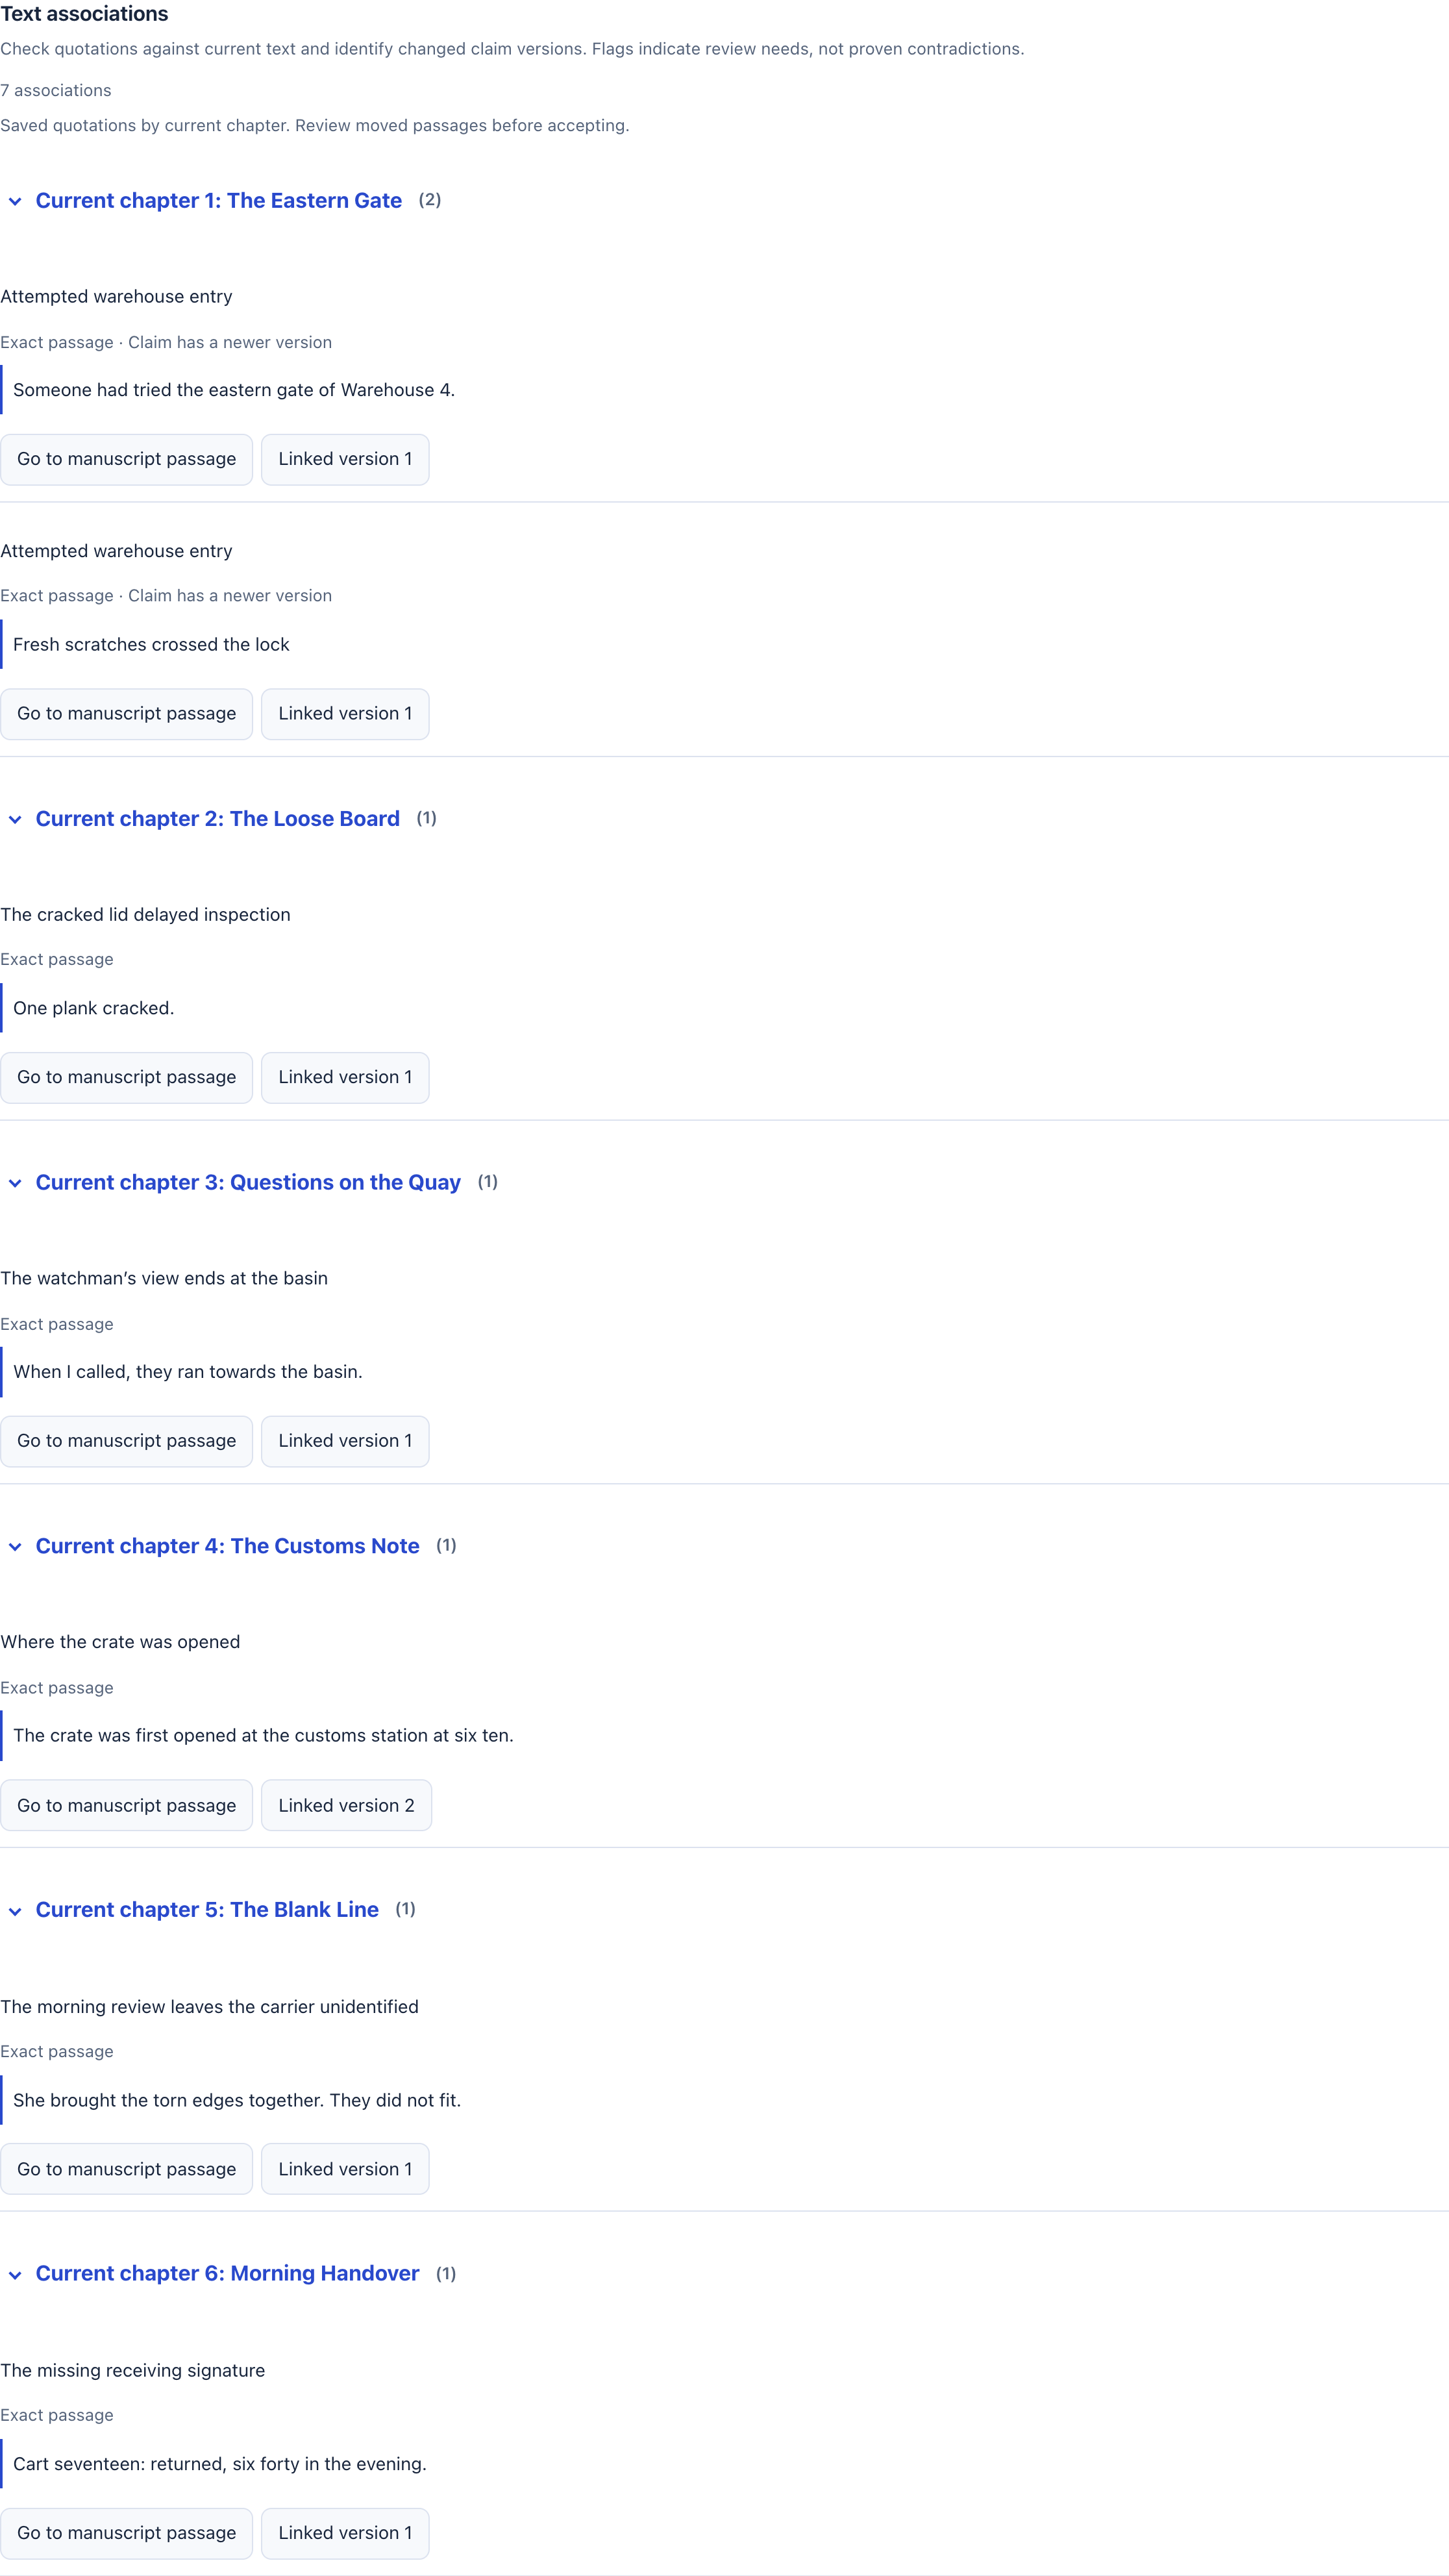 Text associations
Check quotations against current text and identify changed claim versions. Flags indicate review needs, not proven contradictions.
7 associations
Saved quotations by current chapter. Review moved passages before accepting.
Current chapter 1: The Eastern Gate (2)
Attempted warehouse entry
Exact passage · Claim has a newer version
Someone had tried the eastern gate of Warehouse 4.
Go to manuscript passage Linked version 1
Attempted warehouse entry
Exact passage · Claim has a newer version
Fresh scratches crossed the lock
Go to manuscript passage Linked version 1
Current chapter 2: The Loose Board (1)
The cracked lid delayed inspection
Exact passage
One plank cracked.
Go to manuscript passage Linked version 1
Current chapter 3: Questions on the Quay (1)
The watchman’s view ends at the basin
Exact passage
When I called, they ran towards the basin.
Go to manuscript passage Linked version 1
Current chapter 4: The Customs Note (1)
Where the crate was opened
Exact passage
The crate was first opened at the customs station at six ten.
Go to manuscript passage Linked version 2
Current chapter 5: The Blank Line (1)
The morning review leaves the carrier unidentified
Exact passage
She brought the torn edges together. They did not fit.
Go to manuscript passage Linked version 1
Current chapter 6: Morning Handover (1)
The missing receiving signature
Exact passage
Cart seventeen: returned, six forty in the evening.
Go to manuscript passage Linked version 1